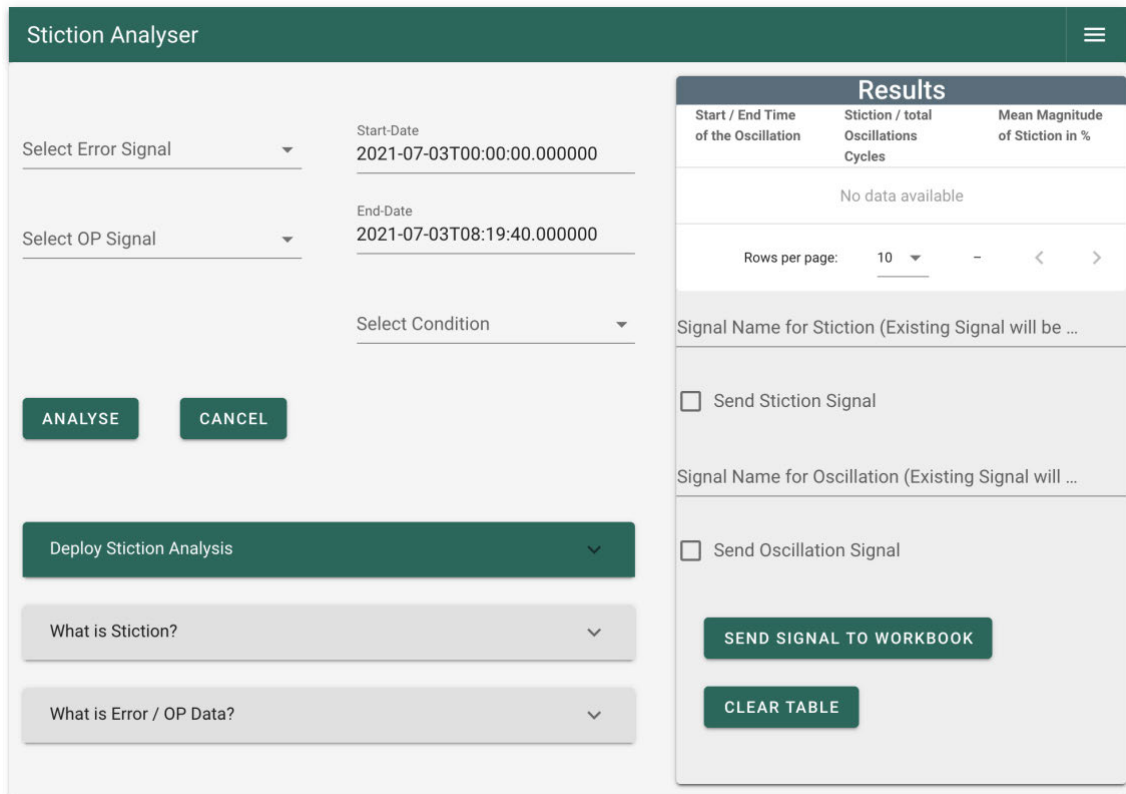 Stiction Analyser
Select Error Signal
Start-Date
2021-07-03T00:00:00.000000
Select OP Signal
End-Date
2021-07-03T08:19:40.000000
Select Condition
ANALYSE
CANCEL
Deploy Stiction Analysis
What is Stiction?
What is Error / OP Data?
Results
Start / End Time
of the Oscillation
Stiction / total
Oscillations
Cycles
Mean Magnitude
of Stiction in %
No data available
Rows per page:
10
–
Signal Name for Stiction (Existing Signal will be ...
Send Stiction Signal
Signal Name for Oscillation (Existing Signal will ...
Send Oscillation Signal
SEND SIGNAL TO WORKBOOK
CLEAR TABLE